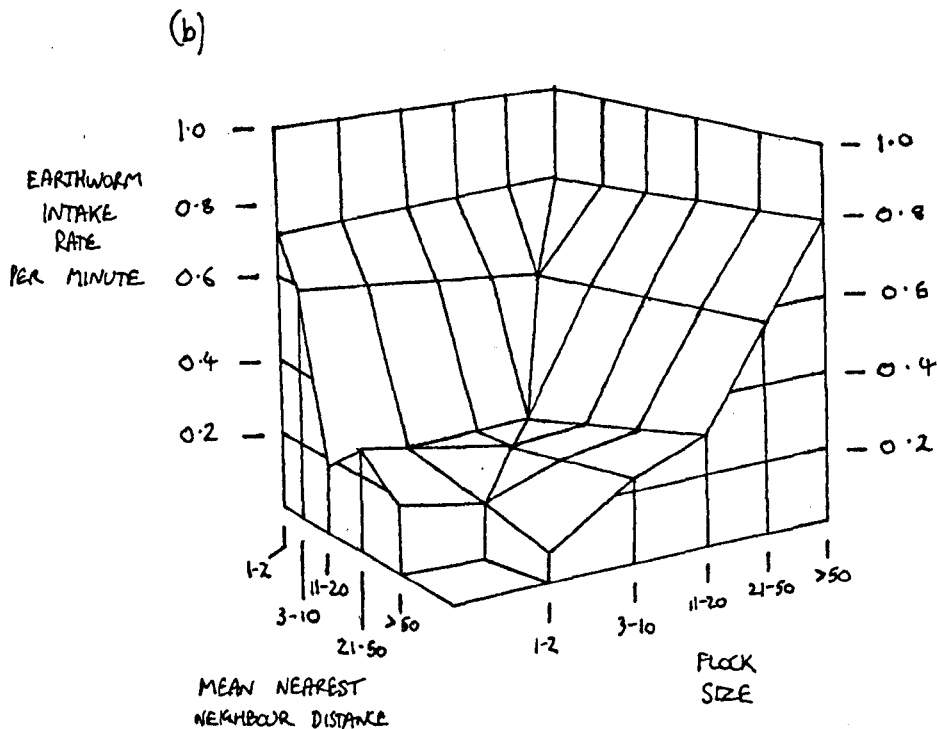 (b)
1.0
0.8
0.6
0.4
0.2
EARTHWORM
INTAKE
RATE
PER MINUTE
1.0
0.8
0.6
0.4
0.2
1-2
3-10
11-20
21-50
>50
MEAN NEAREST
NEIGHBOUR DISTANCE
1-2
3-10
11-20
21-50
>50
FLOCK
SIZE